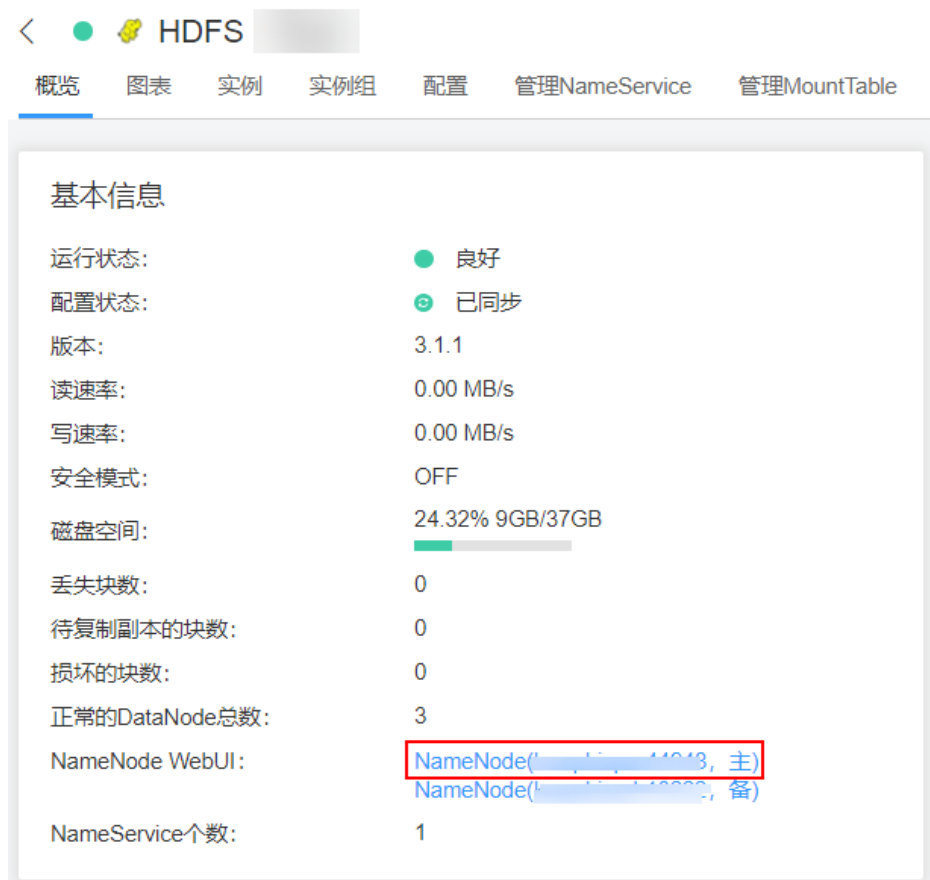 HDFS
概览 图表 实例 实例组 配置 管理NameService 管理MountTable
基本信息
运行状态: 良好
配置状态: 已同步
版本: 3.1.1
读速率: 0.00 MB/s
写速率: 0.00 MB/s
安全模式: OFF
磁盘空间: 24.32% 9GB/37GB
丢失块数: 0
待复制副本的块数: 0
损坏的块数: 0
正常的DataNode总数: 3
NameNode WebUI: NameNode( , 主)
NameNode( , 备)
NameService个数: 1